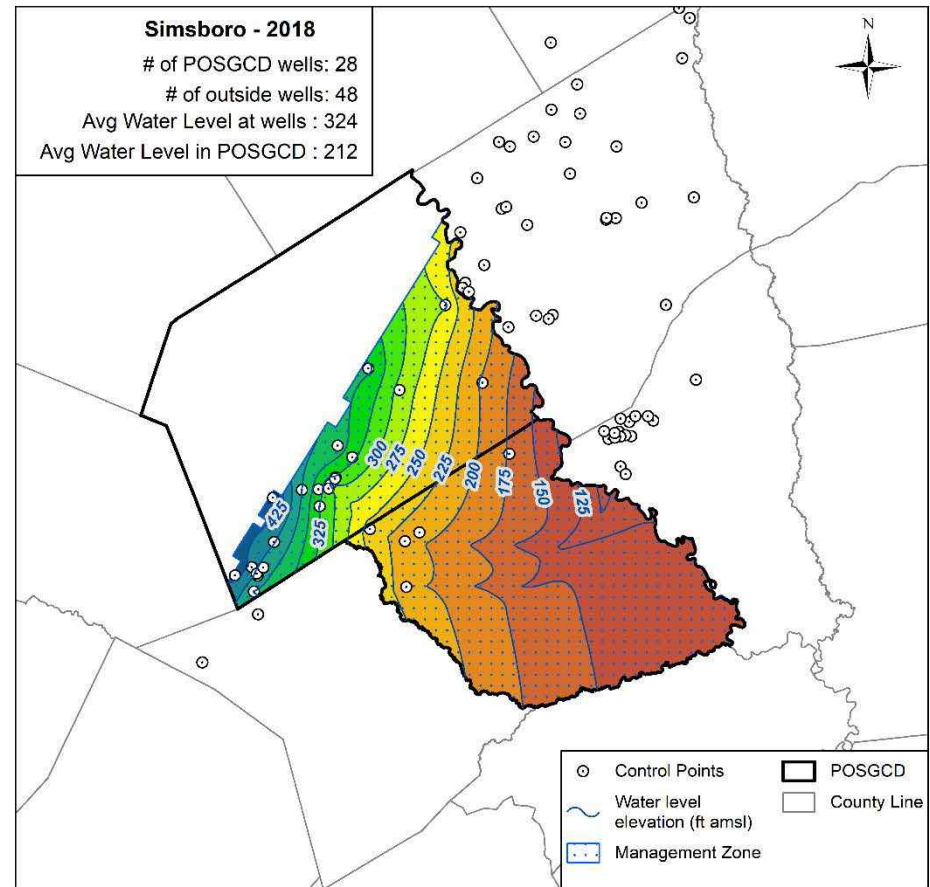 Simsboro - 2018
# of POSGCD wells: 28
# of outside wells: 48
Avg Water Level at wells : 324
Avg Water Level in POSGCD : 212
N
300
275
250
225
200
175
150
125
425
325
Control Points
POSGCD
Water level
elevation (ft amsl)
County Line
Management Zone